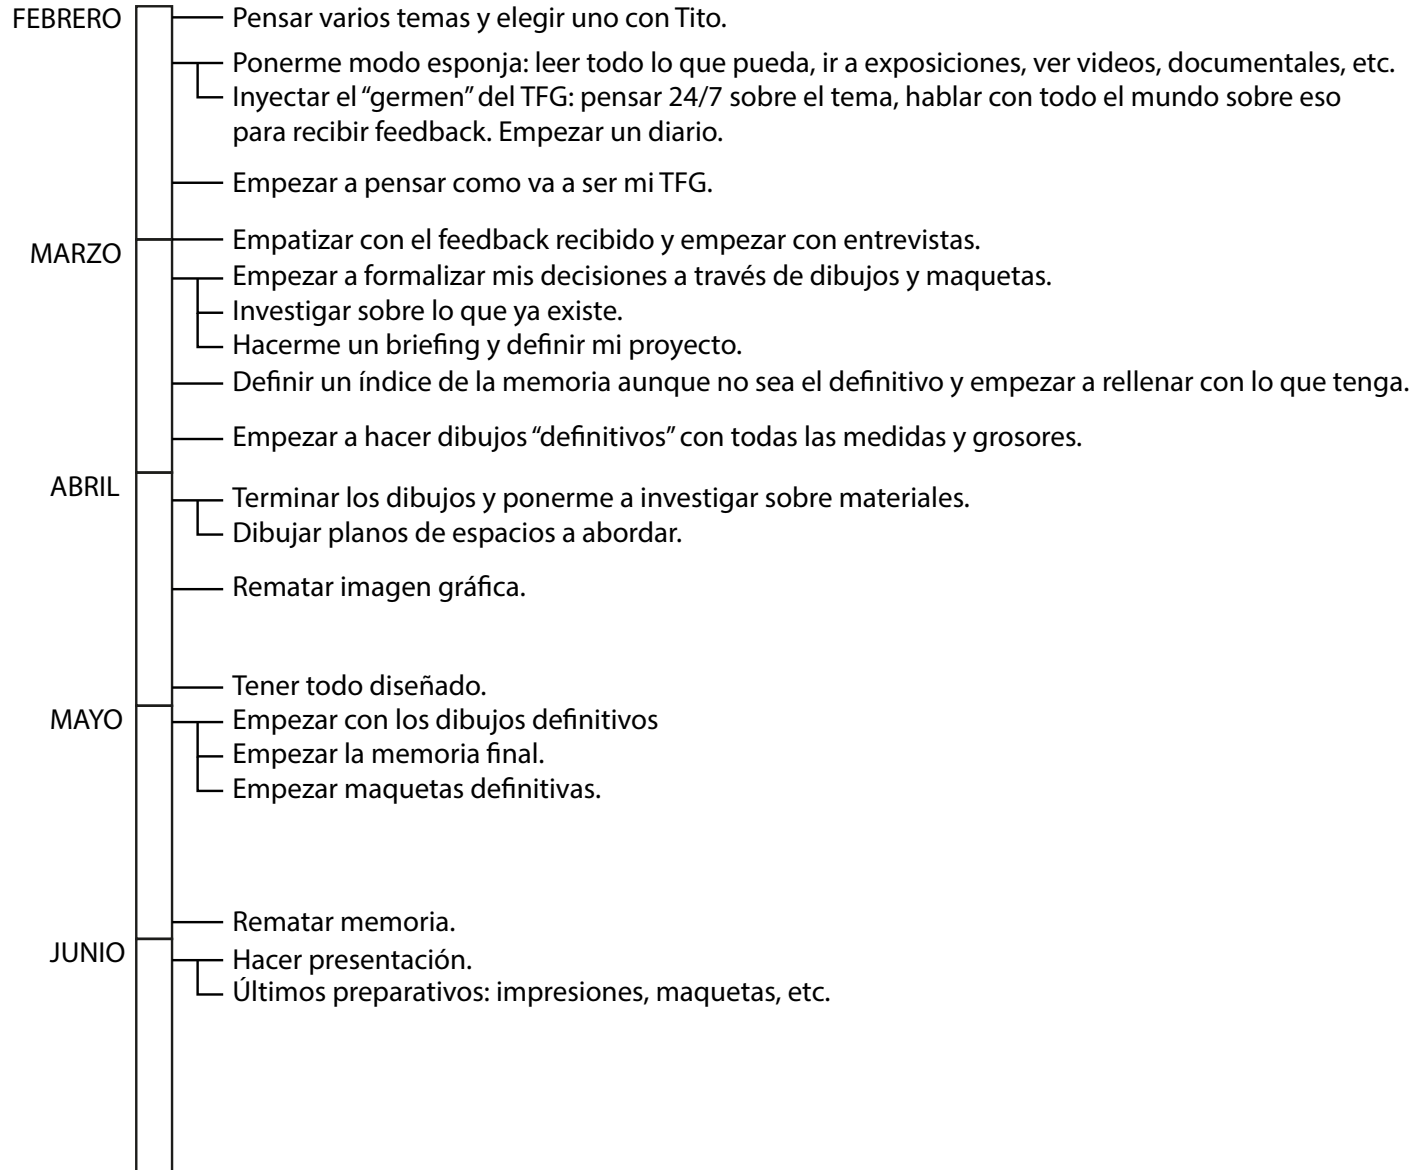 FEBRERO
Pensar varios temas y elegir uno con Tito.
Ponerme modo esponja: leer todo lo que pueda, ir a exposiciones, ver videos, documentales, etc.
Inyectar el “germen” del TFG: pensar 24/7 sobre el tema, hablar con todo el mundo sobre eso
para recibir feedback. Empezar un diario.
Empezar a pensar como va a ser mi TFG.
MARZO
Empatizar con el feedback recibido y empezar con entrevistas.
Empezar a formalizar mis decisiones a través de dibujos y maquetas.
Investigar sobre lo que ya existe.
Hacerme un briefing y definir mi proyecto.
Definir un índice de la memoria aunque no sea el definitivo y empezar a rellenar con lo que tenga.
Empezar a hacer dibujos “definitivos” con todas las medidas y grosores.
ABRIL
Terminar los dibujos y ponerme a investigar sobre materiales.
Dibujar planos de espacios a abordar.
Rematar imagen gráfica.
Tener todo diseñado.
MAYO
Empezar con los dibujos definitivos
Empezar la memoria final.
Empezar maquetas definitivas.
Rematar memoria.
JUNIO
Hacer presentación.
Últimos preparativos: impresiones, maquetas, etc.